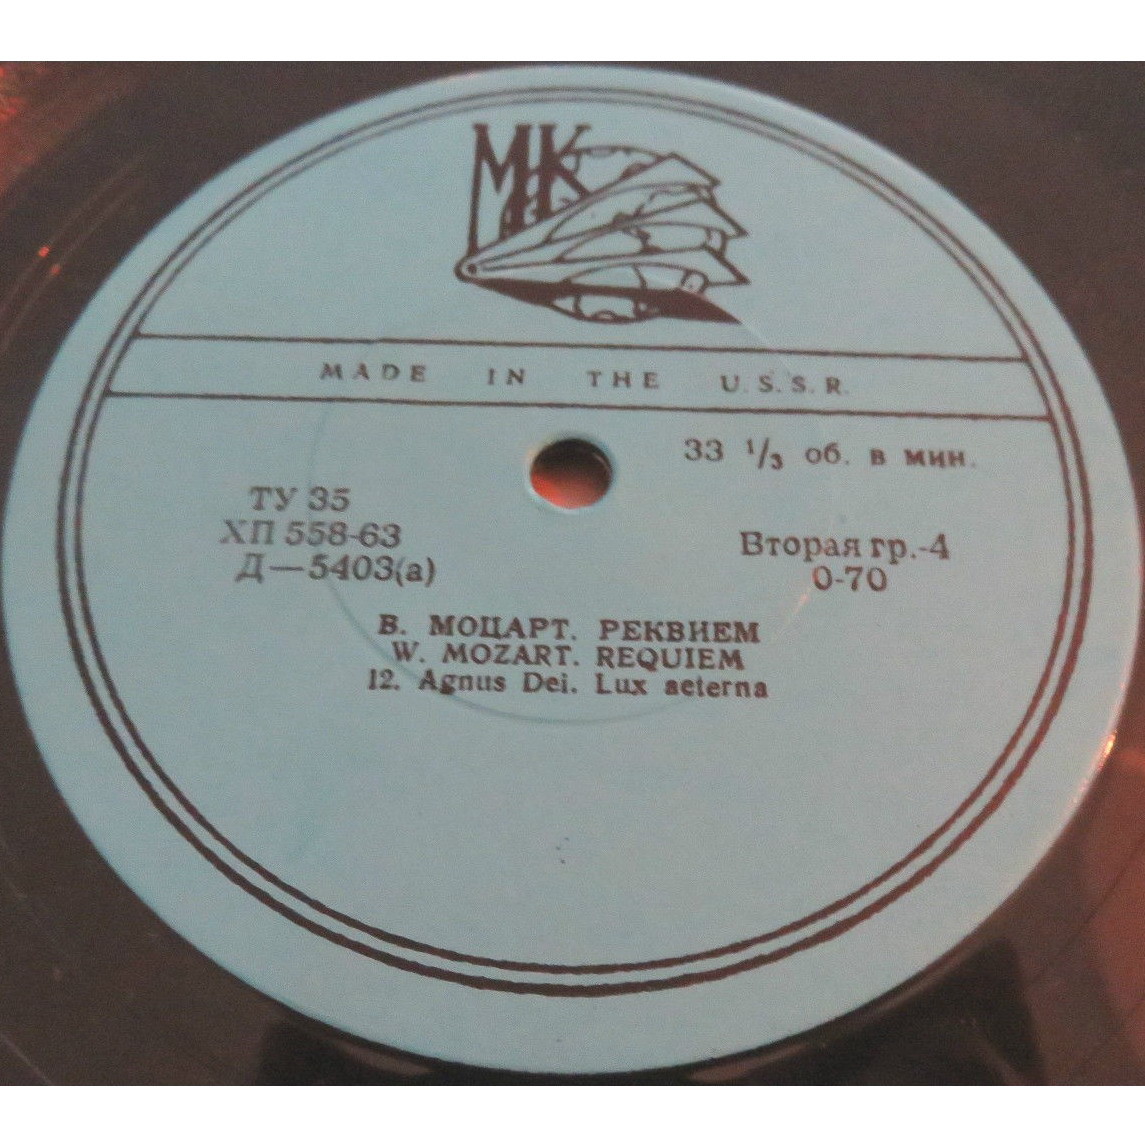 МК
MADE IN THE U.S.S.R.
33 1/3 об. в мин.
ТУ 35
ХП 558-63
Д—5403(а)
Вторая гр.-4
0-70
В. МОЦАРТ. РЕКВИЕМ
W. MOZART. REQUIEM
12. Agnus Dei. Lux aeterna